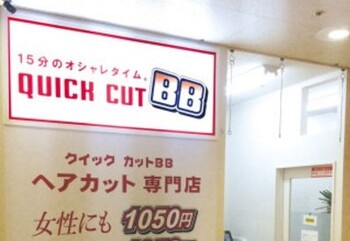 15分のオシャレタイム。
QUICK CUT BB
クイック カットBB
ヘアカット 専門店
女性にも 1050円